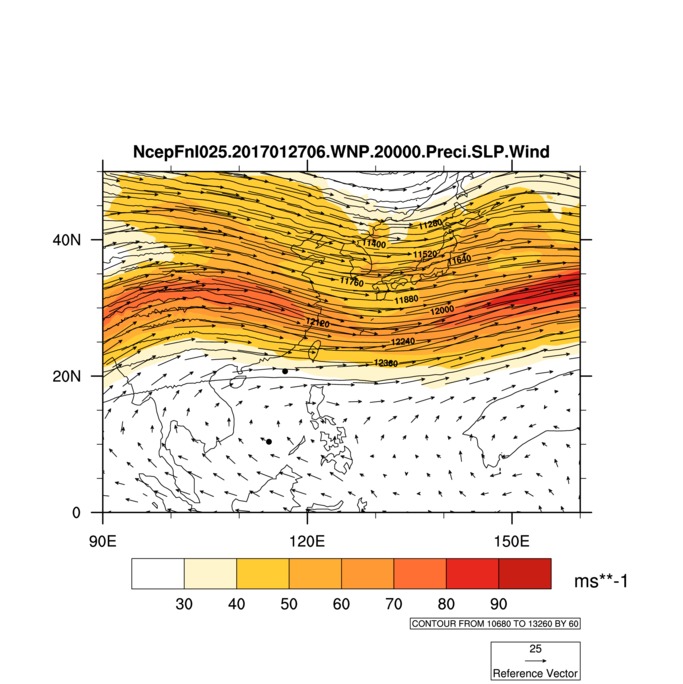 NcepFnl025.2017012706.WNP.20000.Preci.SLP.Wind
40N
20N
0
90E 120E 150E
11280
11400
11520
11640
11760
11880
12000
12120
12240
12360
30 40 50 60 70 80 90
ms**-1
CONTOUR FROM 10680 TO 13260 BY 60
25
Reference Vector